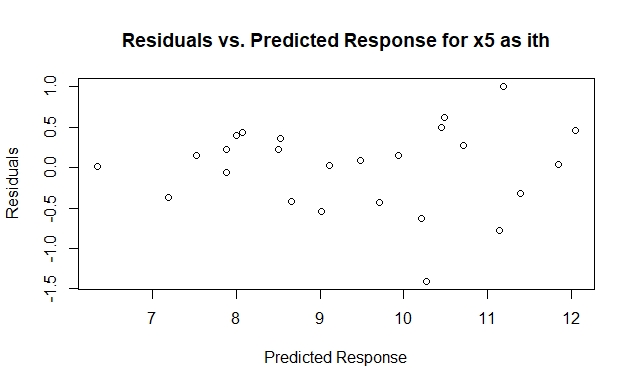 Residuals vs. Predicted Response for x5 as ith
1.0
0.5
0.0
-0.5
-1.0
-1.5
Residuals
7 8 9 10 11 12
Predicted Response